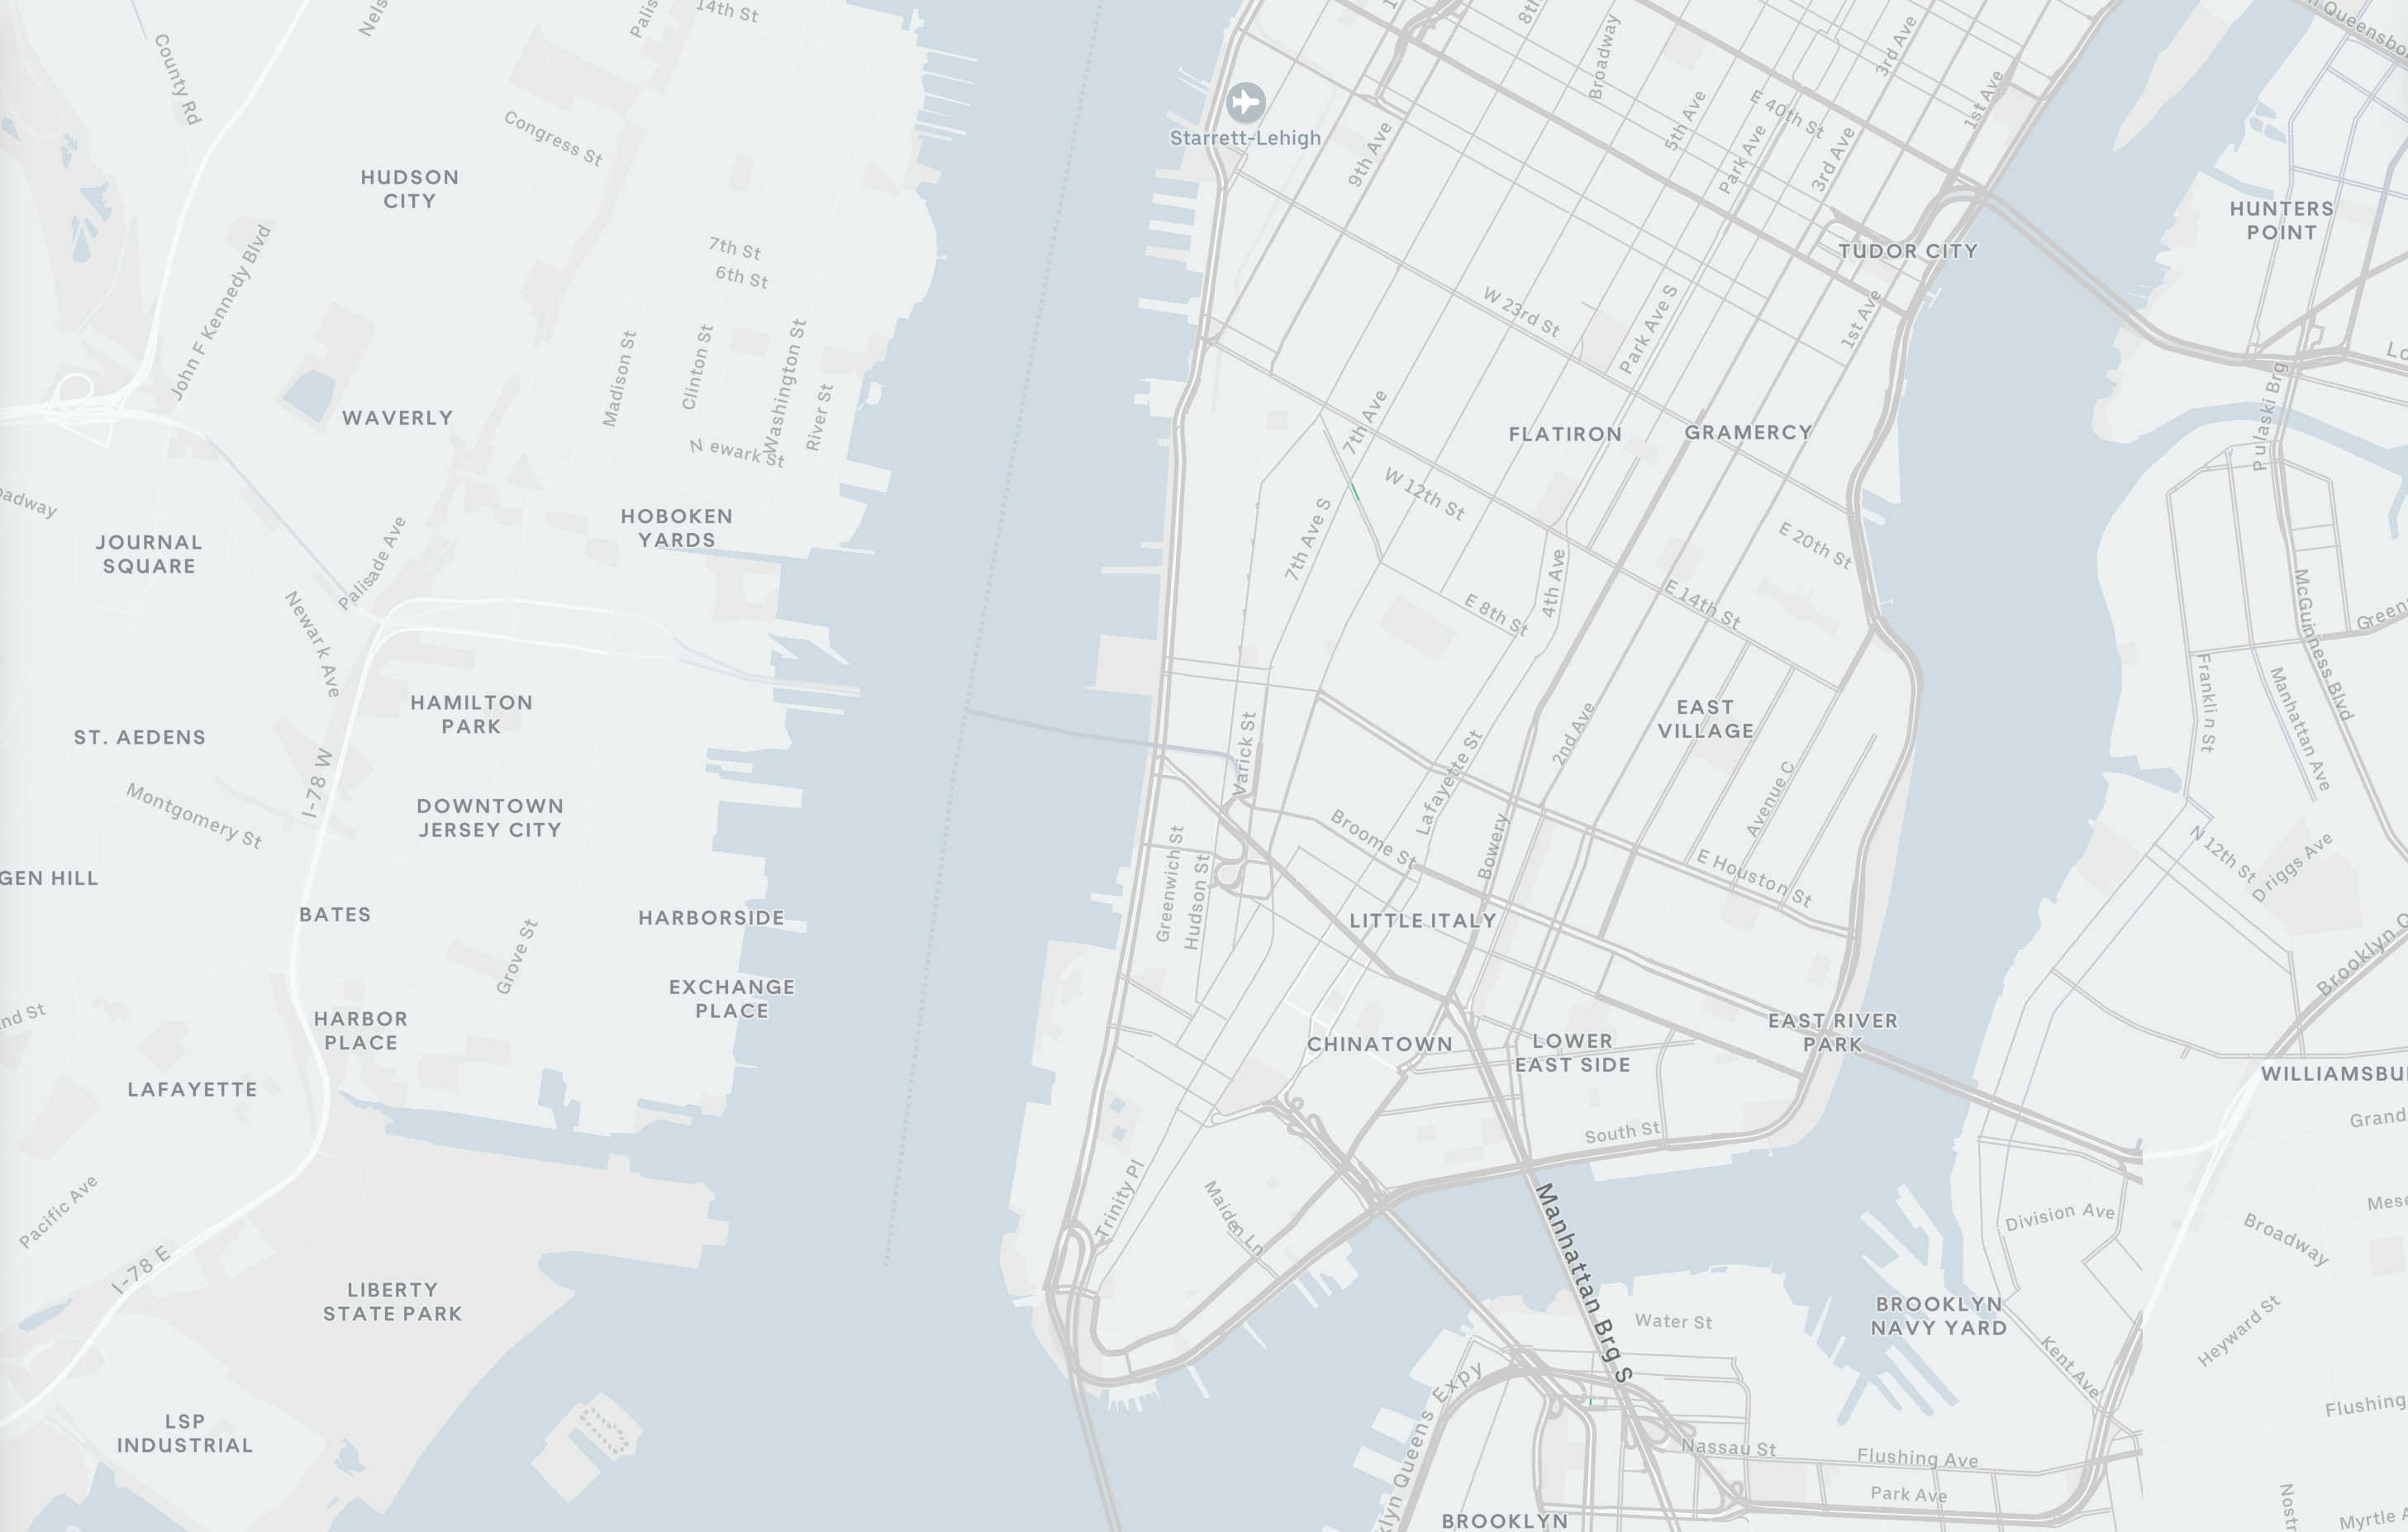 14th St
County Rd
Congress St
HUDSON
CITY
7th St
6th St
John F Kennedy Blvd
Madison St
Clinton St
Washington St
River St
N ewark St
WAVERLY
HOBOKEN
YARDS
JOURNAL
SQUARE
Palisade Ave
Newark Ave
HAMILTON
PARK
ST. AEDENS
I-78 W
Montgomery St
DOWNTOWN
JERSEY CITY
GEN HILL
BATES
HARBORSIDE
Grove St
EXCHANGE
PLACE
HARBOR
PLACE
LAFAYETTE
Pacific Ave
I-78 E
LIBERTY
STATE PARK
LSP
INDUSTRIAL
Starrett-Lehigh
9th Ave
Broadway
5th Ave
Park Ave
E 40th St
3rd Ave
3rd Ave
1st Ave
TUDOR CITY
HUNTERS
POINT
W 23rd St
Park Ave S
1st Ave
Pulaski Brg
7th Ave
FLATIRON
GRAMERCY
W 12th St
7th Ave S
E 20th St
4th Ave
E 8th St
E 14th St
McGuinness Blvd
Green
Frankli n St
Manhattan Ave
EAST
VILLAGE
2nd Ave
Varick St
Lafayette St
Avenue C
Broome St
Bowery
E Houston St
Greenwich St
Hudson St
LITTLE ITALY
N 12th St
Driggs Ave
Brooklyn Q
CHINATOWN
LOWER
EAST SIDE
EAST RIVER
PARK
WILLIAMSBU
Grand
South St
Trinity Pl
Maiden Ln
Manhattan Brg S
Division Ave
Broadway
Mese
Water St
BROOKLYN
NAVY YARD
Kent Ave
Heyward St
klyn Queens Expy
Nassau St
Flushing Ave
Flushing
Park Ave
BROOKLYN
Nostr
Myrtle A